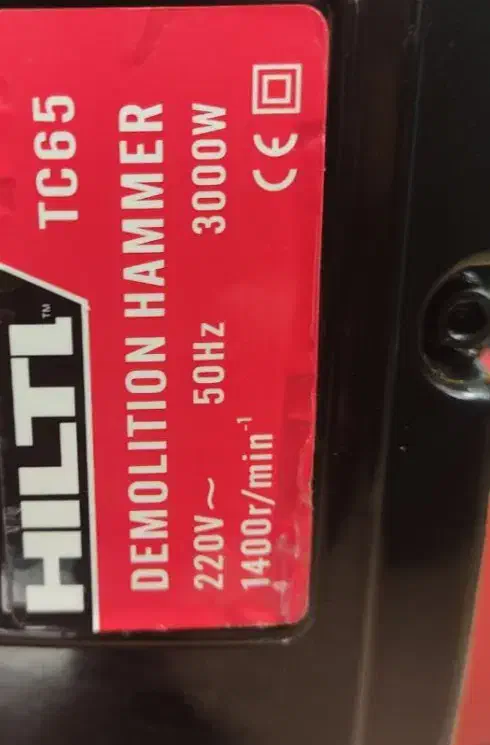 HILTI™ TC65
DEMOLITION HAMMER
220V~ 50Hz 3000W
1400r/min⁻¹ CE